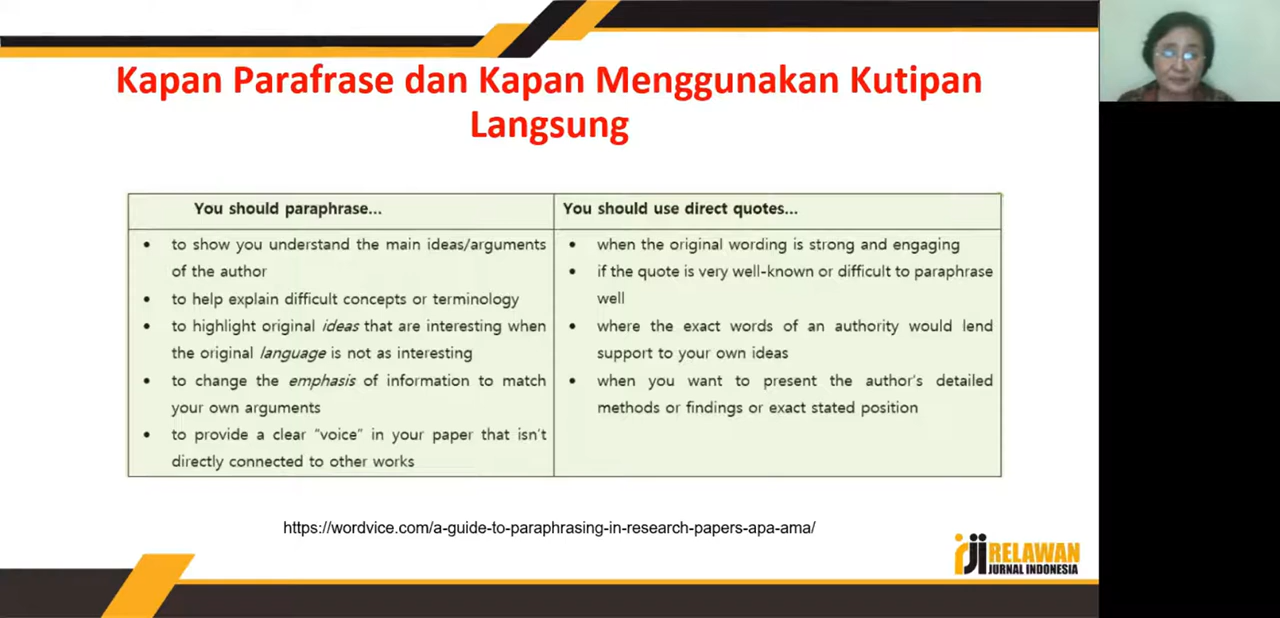 Kapan Parafrase dan Kapan Menggunakan Kutipan
Langsung
You should paraphrase...
• to show you understand the main ideas/arguments
of the author
• to help explain difficult concepts or terminology
• to highlight original ideas that are interesting when
the original language is not as interesting
• to change the emphasis of information to match
your own arguments
• to provide a clear “voice” in your paper that isn't
directly connected to other works
You should use direct quotes...
• when the original wording is strong and engaging
• if the quote is very well-known or difficult to paraphrase
well
• where the exact words of an authority would lend
support to your own ideas
• when you want to present the author's detailed
methods or findings or exact stated position
https://wordvice.com/a-guide-to-paraphrasing-in-research-papers-apa-ama/
rji RELAWAN
JURNAL INDONESIA